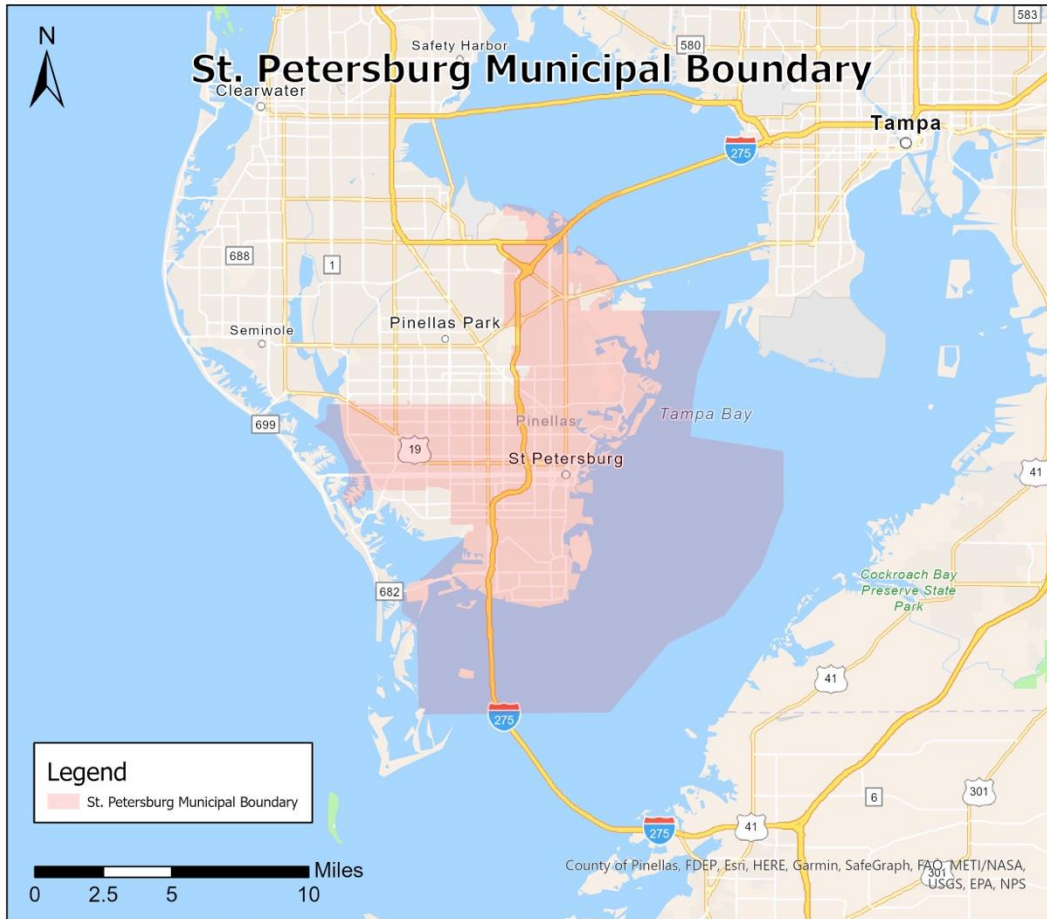 N
St. Petersburg Municipal Boundary
583
Safety Harbor
580
Clearwater
Tampa
275
688
1
Pinellas Park
Seminole
699
Tampa Bay
Pinellas
19
St Petersburg
41
Cockroach Bay
Preserve State
Park
682
41
275
Legend
St. Petersburg Municipal Boundary
301
6
41
275
Miles
0 2.5 5 10
301
County of Pinellas, FDEP, Esri, HERE, Garmin, SafeGraph, FAO, METI/NASA,
USGS, EPA, NPS